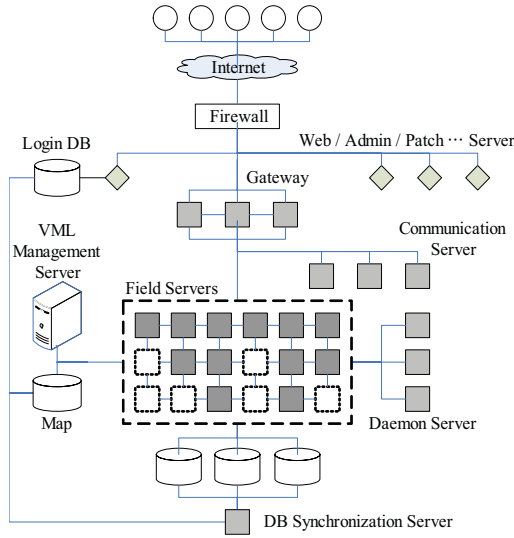 Internet
Firewall
Login DB
Web / Admin / Patch ··· Server
Gateway
VML
Management
Server
Communication
Server
Field Servers
Map
Daemon Server
DB Synchronization Server